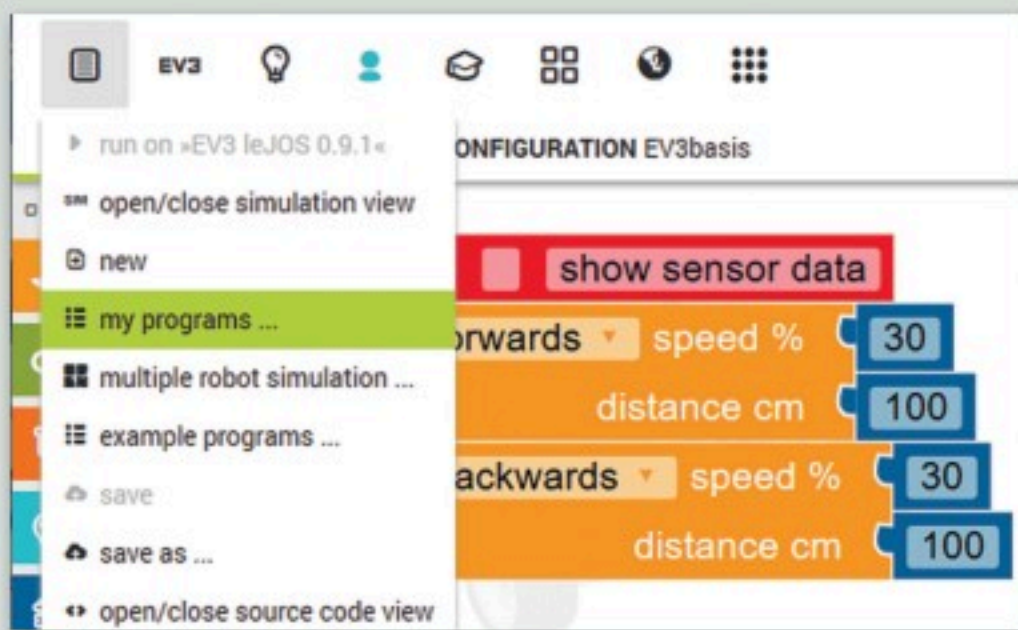 EV3
run on »EV3 leJOS 0.9.1«
ONFIGURATION EV3basis
SIM open/close simulation view
new
show sensor data
my programs ...
orwards speed % 30
multiple robot simulation ...
distance cm 100
example programs ...
ackwards speed % 30
save
distance cm 100
save as ...
open/close source code view